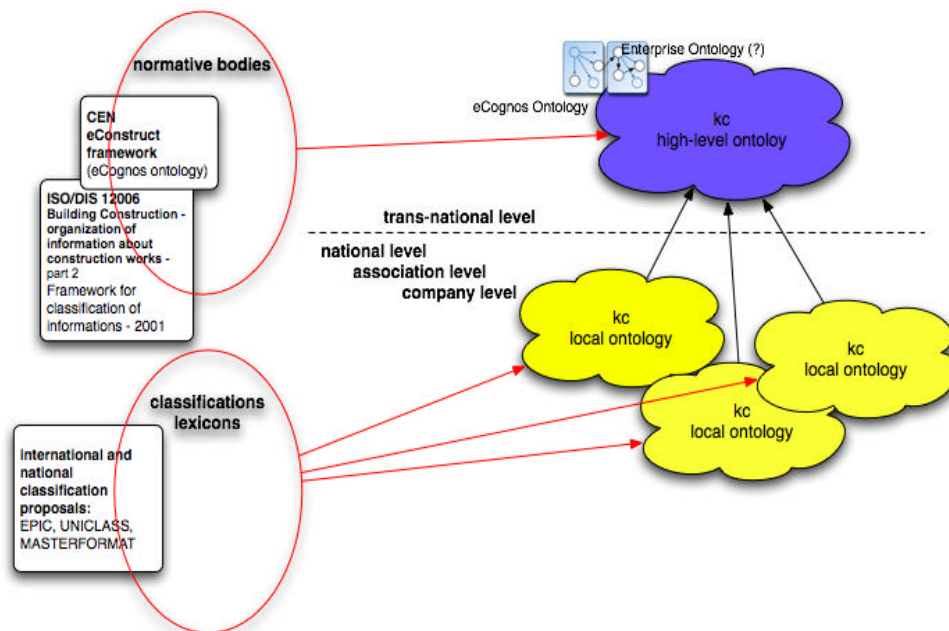 normative bodies
CEN
eConstruct
framework
(eCognos ontology)
ISO/DIS 12006
Building Construction -
organization of
information about
construction works -
part 2
Framework for
classification of
informations - 2001
Enterprise Ontology (?)
eCognos Ontology
kc
high-level ontoloy
trans-national level
national level
association level
company level
kc
local ontology
kc
local ontology
kc
local ontology
classifications
lexicons
international and
national
classification
proposals:
EPIC, UNICLASS,
MASTERFORMAT